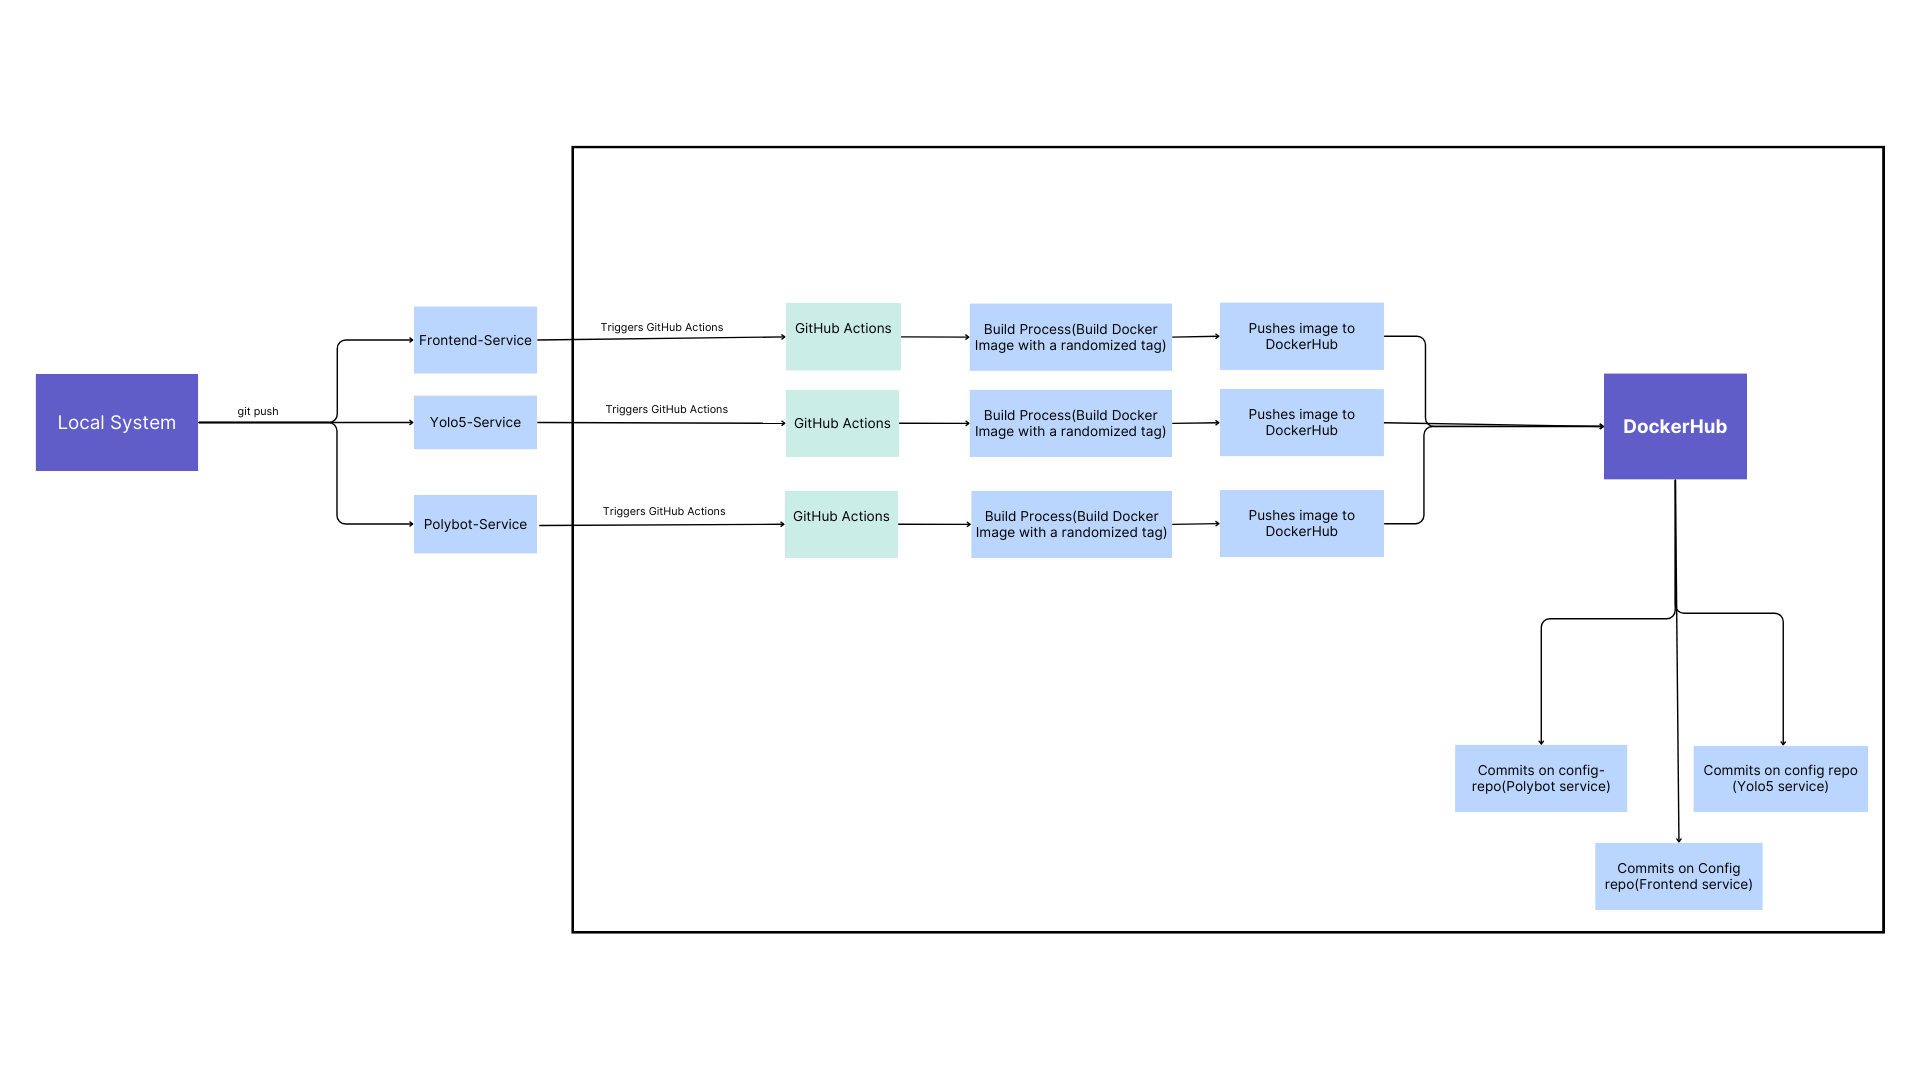 Local System
git push
Frontend-Service
Triggers GitHub Actions
GitHub Actions
Build Process(Build Docker
Image with a randomized tag)
Pushes image to
DockerHub
Yolo5-Service
Triggers GitHub Actions
GitHub Actions
Build Process(Build Docker
Image with a randomized tag)
Pushes image to
DockerHub
Polybot-Service
Triggers GitHub Actions
GitHub Actions
Build Process(Build Docker
Image with a randomized tag)
Pushes image to
DockerHub
DockerHub
Commits on config-
repo(Polybot service)
Commits on config repo
(Yolo5 service)
Commits on Config
repo(Frontend service)